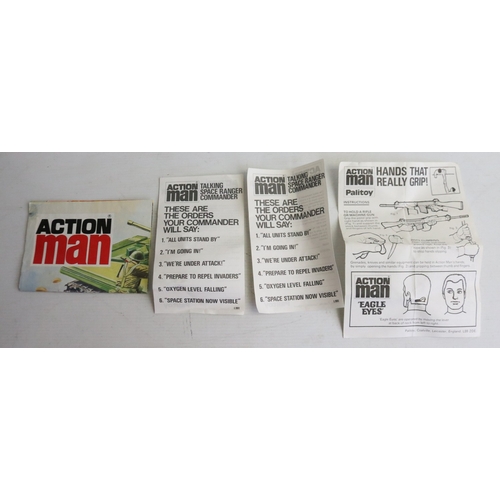 ACTION
man
ACTION
man
TALKING
SPACE RANGER
COMMANDER
THESE ARE
THE ORDERS
YOUR COMMANDER
WILL SAY:
1. "ALL UNITS STAND BY"
2. "I'M GOING IN!"
3. "WE'RE UNDER ATTACK!"
4. "PREPARE TO REPEL INVADERS"
5. "OXYGEN LEVEL FALLING"
6. "SPACE STATION NOW VISIBLE"
ACTION
man
TALKING
SPACE RANGER
COMMANDER
THESE ARE
THE ORDERS
YOUR COMMANDER
WILL SAY:
1. "ALL UNITS STAND BY"
2. "I'M GOING IN!"
3. "WE'RE UNDER ATTACK!"
4. "PREPARE TO REPEL INVADERS"
5. "OXYGEN LEVEL FALLING"
6. "SPACE STATION NOW VISIBLE"
ACTION
man
HANDS THAT
REALLY GRIP!
Palitoy
INSTRUCTIONS
ACTION
man
'EAGLE
EYES'